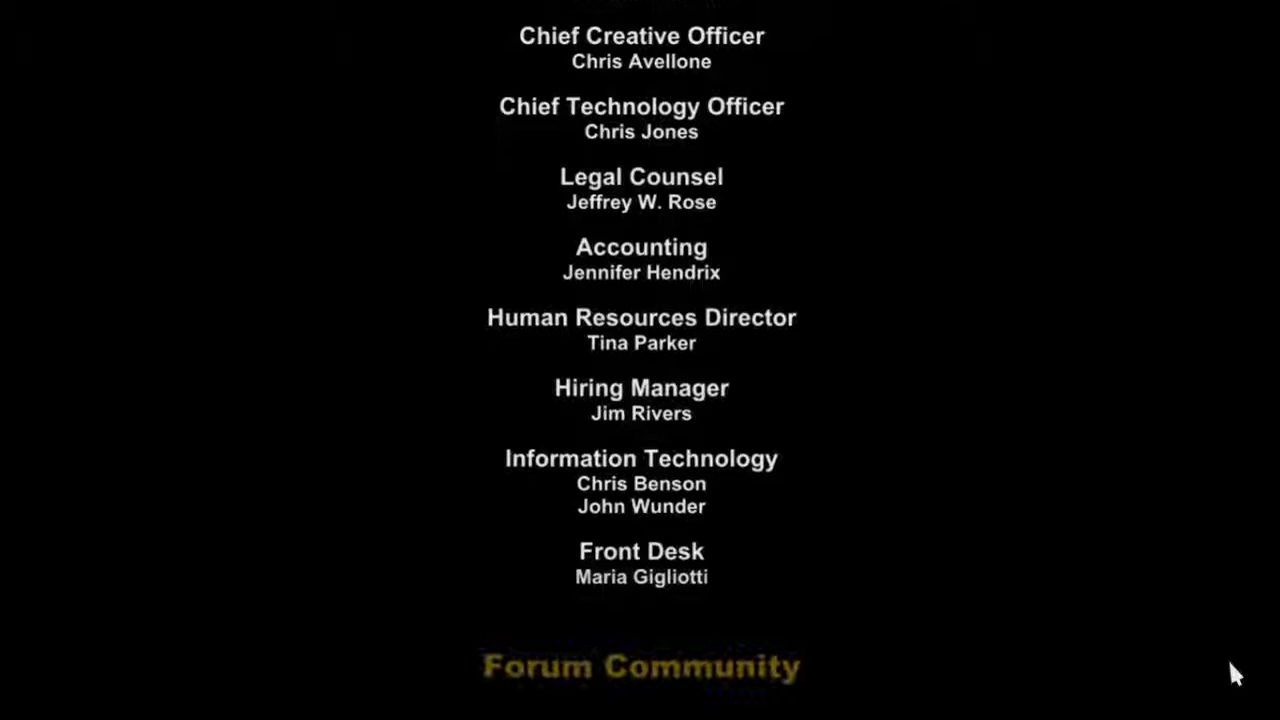 Chief Creative Officer
Chris Avellone
Chief Technology Officer
Chris Jones
Legal Counsel
Jeffrey W. Rose
Accounting
Jennifer Hendrix
Human Resources Director
Tina Parker
Hiring Manager
Jim Rivers
Information Technology
Chris Benson
John Wunder
Front Desk
Maria Gigliotti
Forum Community